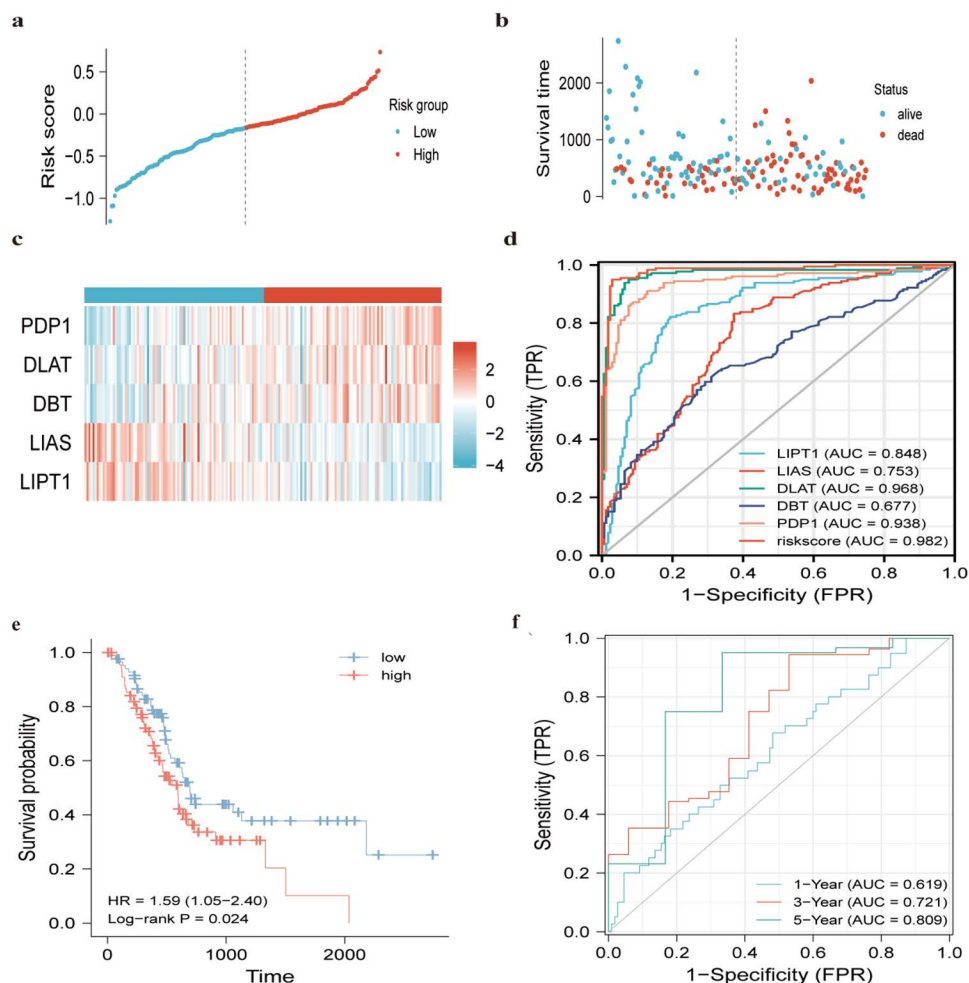 a
Risk score
0.5
0.0
−0.5
−1.0
Risk group
Low
High
b
Survival time
2000
1000
0
Status
alive
dead
c
PDP1
DLAT
DBT
LIAS
LIPT1
2
0
−2
−4
d
Sensitivity (TPR)
1.0
0.8
0.6
0.4
0.2
0.0
LIPT1 (AUC = 0.848)
LIAS (AUC = 0.753)
DLAT (AUC = 0.968)
DBT (AUC = 0.677)
PDP1 (AUC = 0.938)
riskscore (AUC = 0.982)
0.0 0.2 0.4 0.6 0.8 1.0
1−Specificity (FPR)
e
Survival probability
1.0
0.8
0.6
0.4
0.2
0.0
low
high
HR = 1.59 (1.05−2.40)
Log−rank P = 0.024
0 1000 2000
Time
f
Sensitivity (TPR)
1.0
0.8
0.6
0.4
0.2
0.0
1−Year (AUC = 0.619)
3−Year (AUC = 0.721)
5−Year (AUC = 0.809)
0.0 0.2 0.4 0.6 0.8 1.0
1−Specificity (FPR)